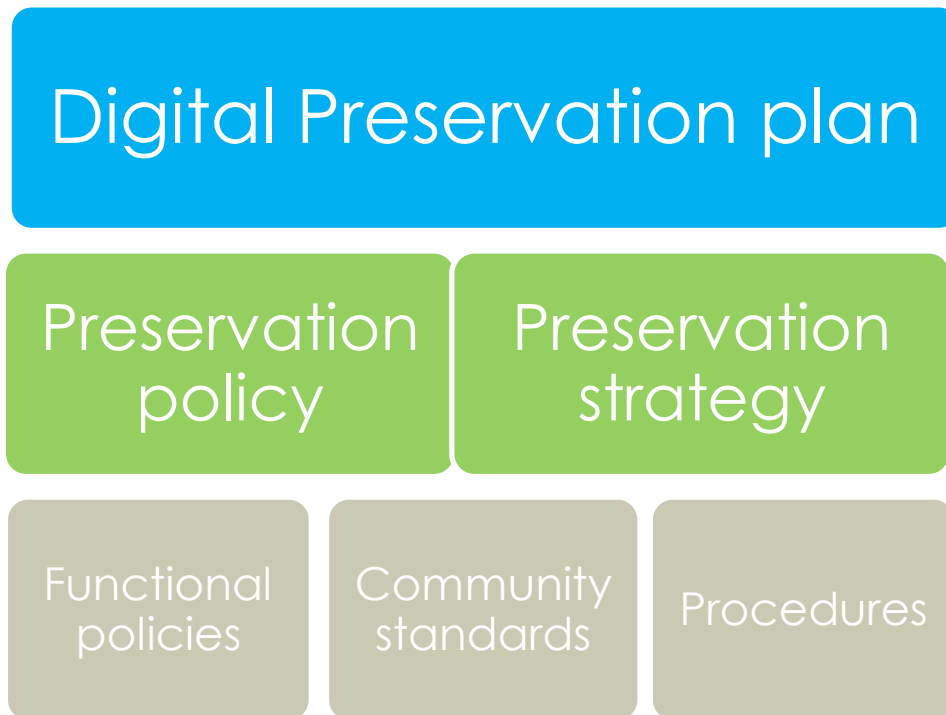 Digital Preservation plan
Preservation
policy
Preservation
strategy
Functional
policies
Community
standards
Procedures